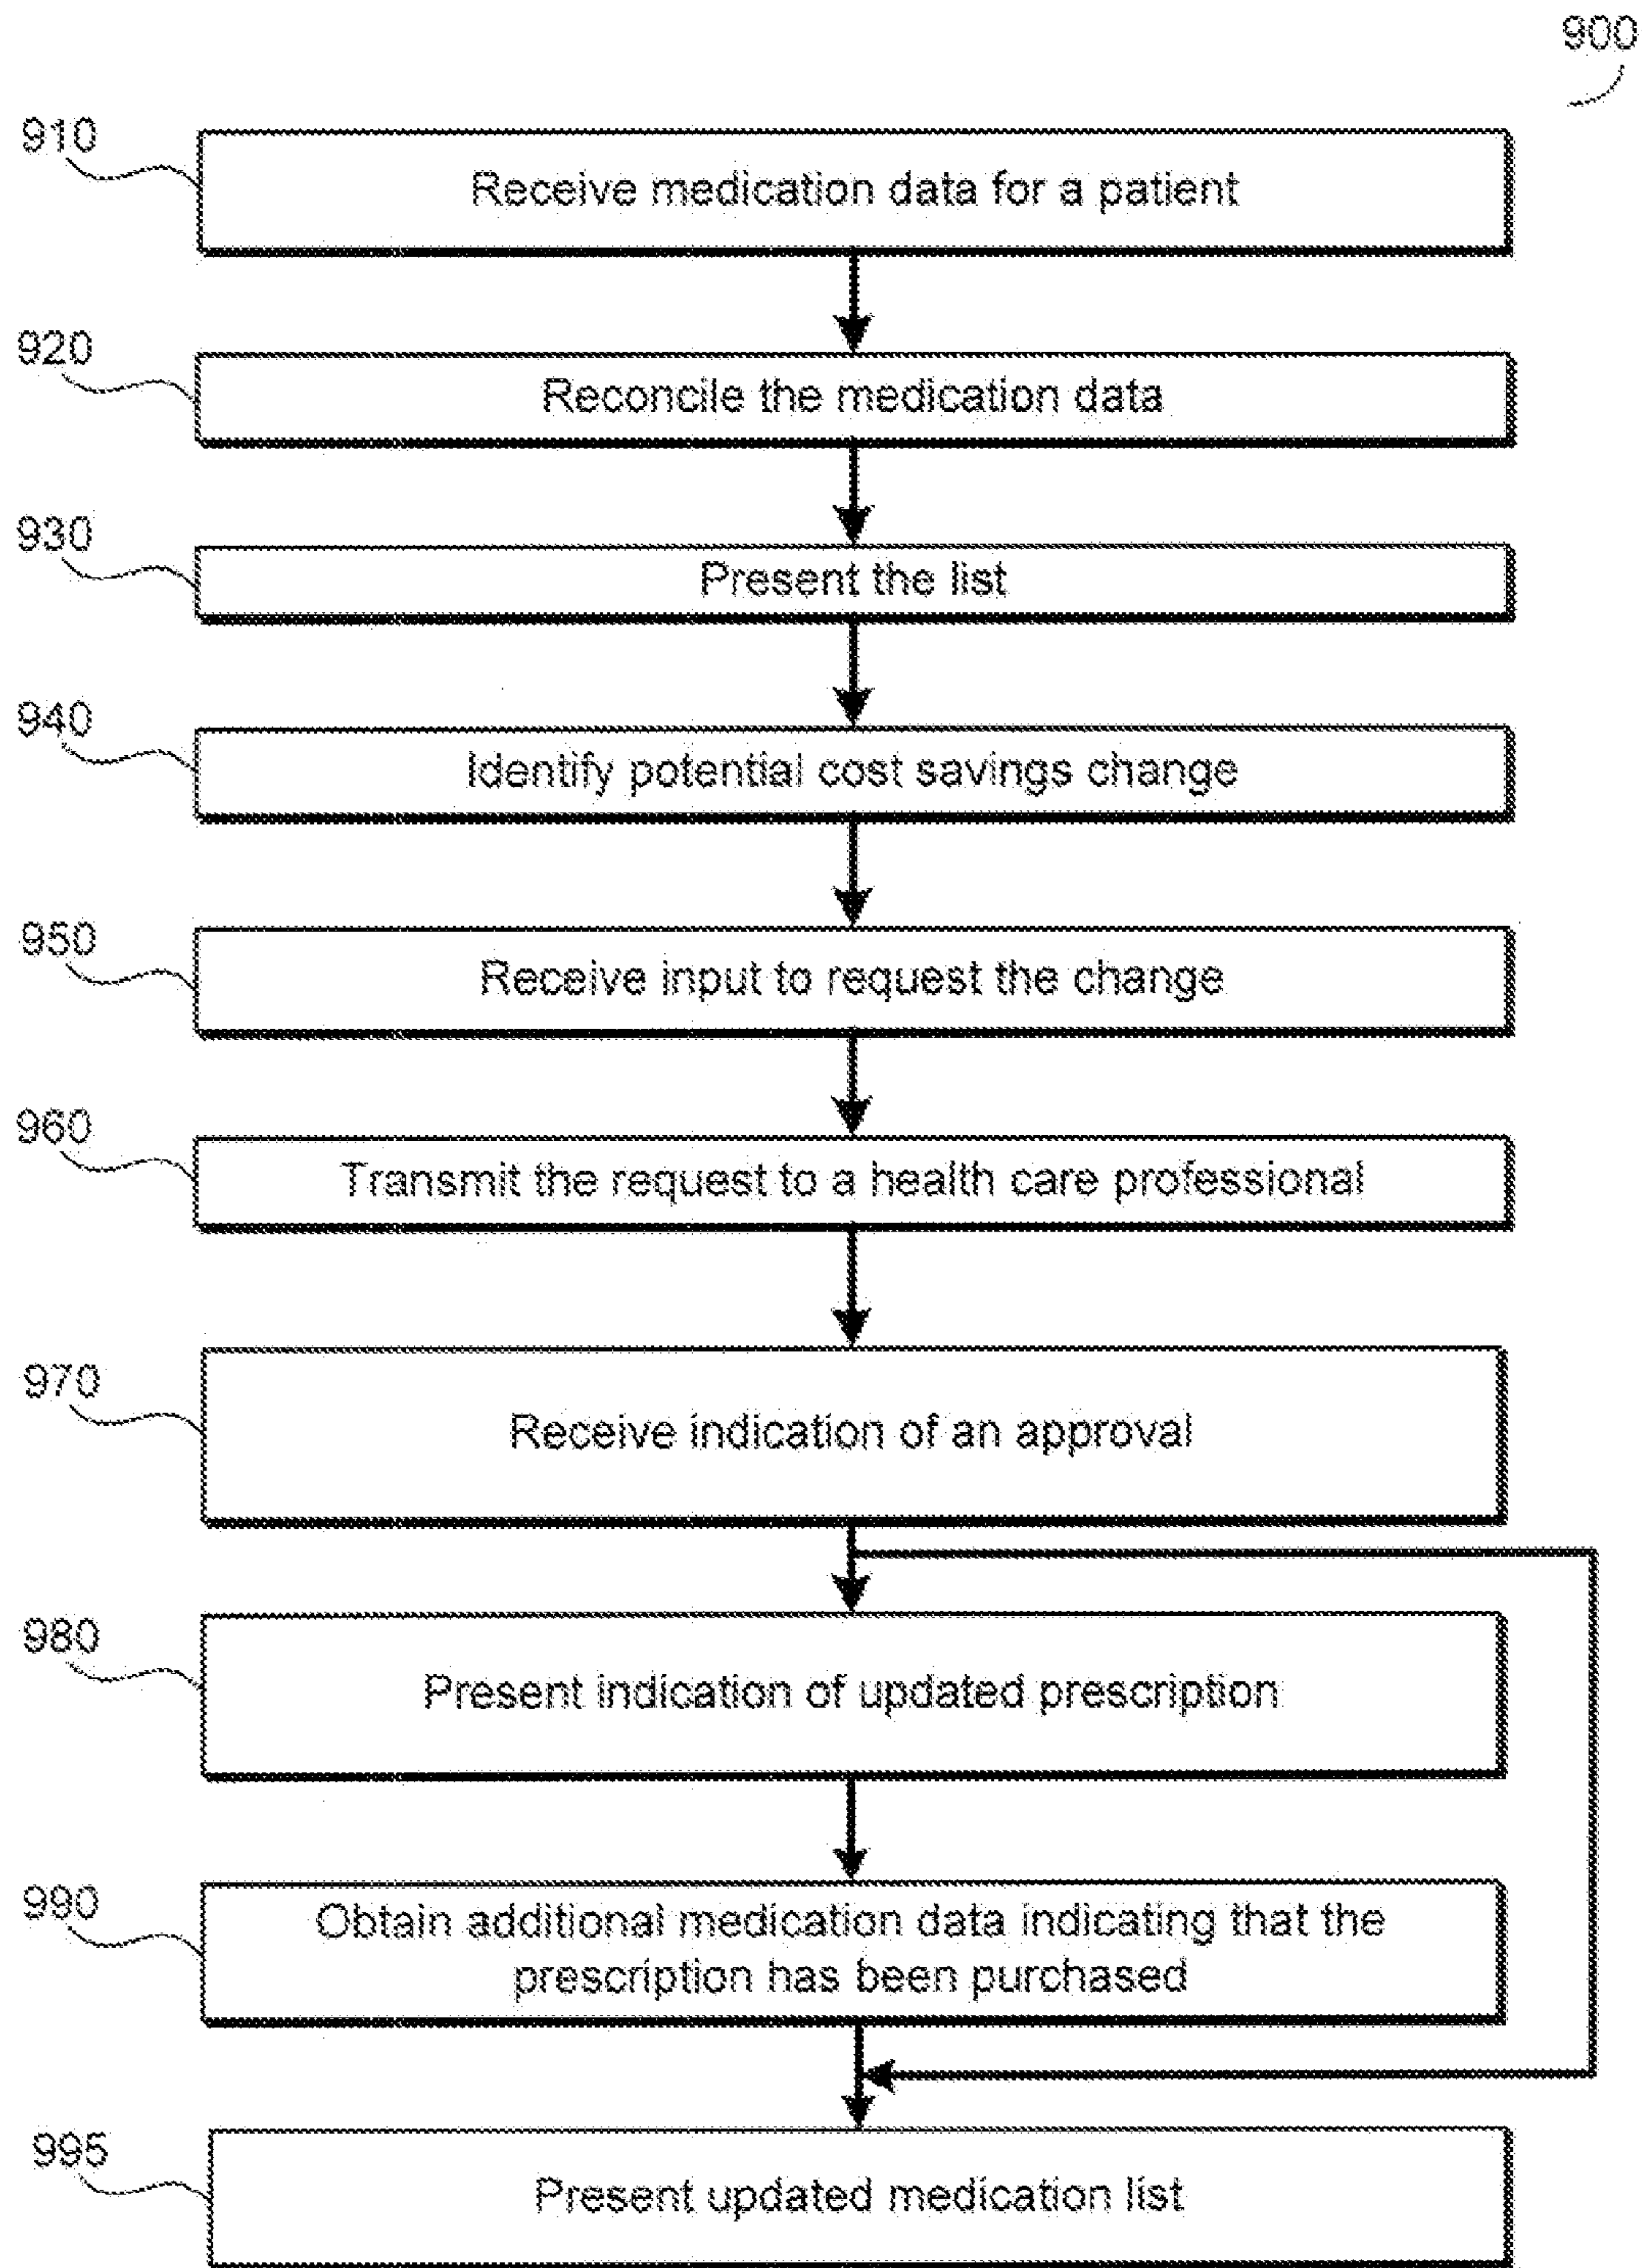 900
910
Receive medication data for a patient
920
Reconcile the medication data
930
Present the list
940
Identify potential cost savings change
950
Receive input to request the change
960
Transmit the request to a health care professional
970
Receive indication of an approval
980
Present indication of updated prescription
990
Obtain additional medication data indicating that the
prescription has been purchased
995
Present updated medication list